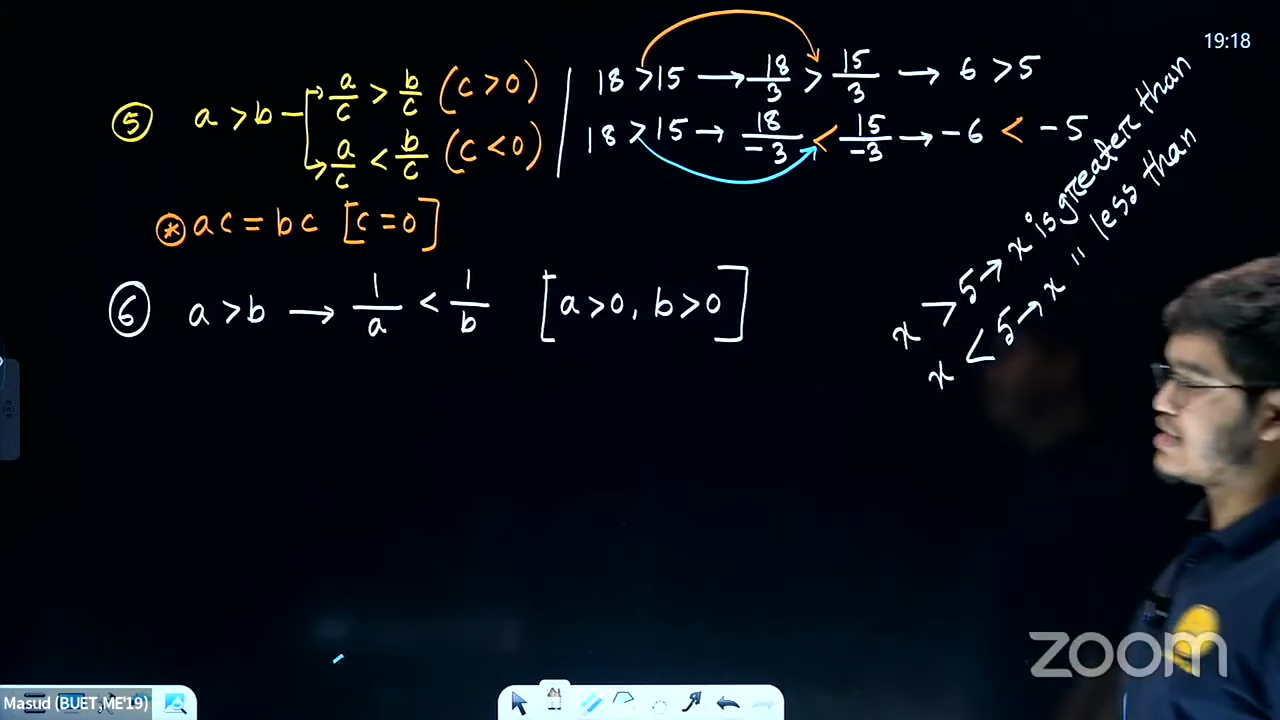 19:18
⑤ a > b → a/c > b/c (c > 0) | 18 > 15 → 18/3 > 15/3 → 6 > 5
→ a/c < b/c (c < 0) | 18 > 15 → 18/-3 < 15/-3 → -6 < -5
⊛ ac = bc [c = 0]
⑥ a > b → 1/a < 1/b [a > 0, b > 0]
x > 5 → x is greater than
x < 5 → x " less than
zoom
Masud (BUET,ME'19)